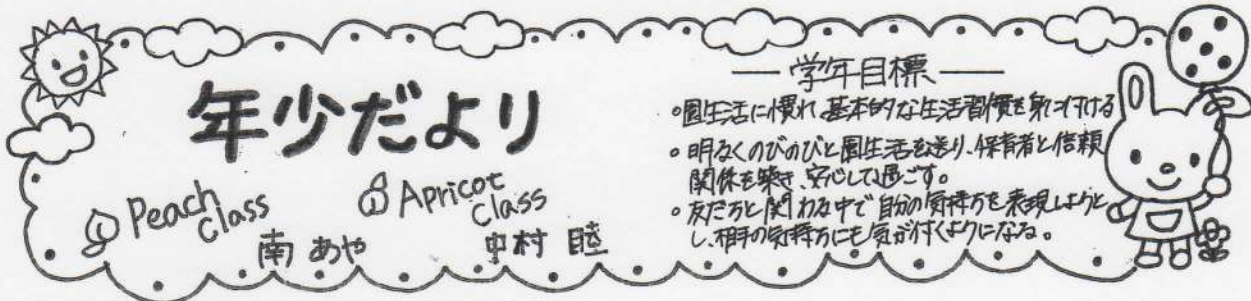 年少だより
Peach
Class
南 あや
Apricot
Class
中村 睦
学年目標
。園生活に慣れ、基本的な生活習慣を身に付ける
。明るくのびのびと園生活を送り、保育者と信頼
関係を築き、安心して過ごす。
。友だちと関わる中で自分の気持ちを表現しようと
し、相手の気持ちにも気が付くようになる。